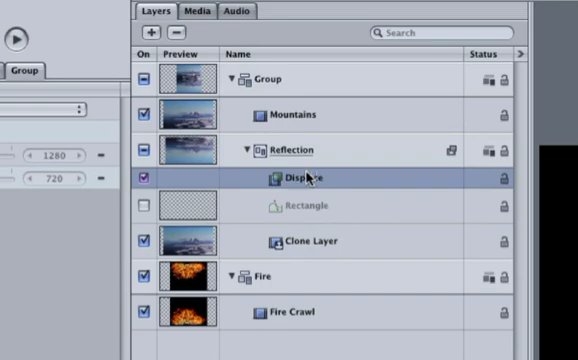 Layers Media Audio
Search
On Preview Name Status
Group
Group
Mountains
1280
Reflection
720
Rectangle
Clone Layer
Fire
Fire Crawl